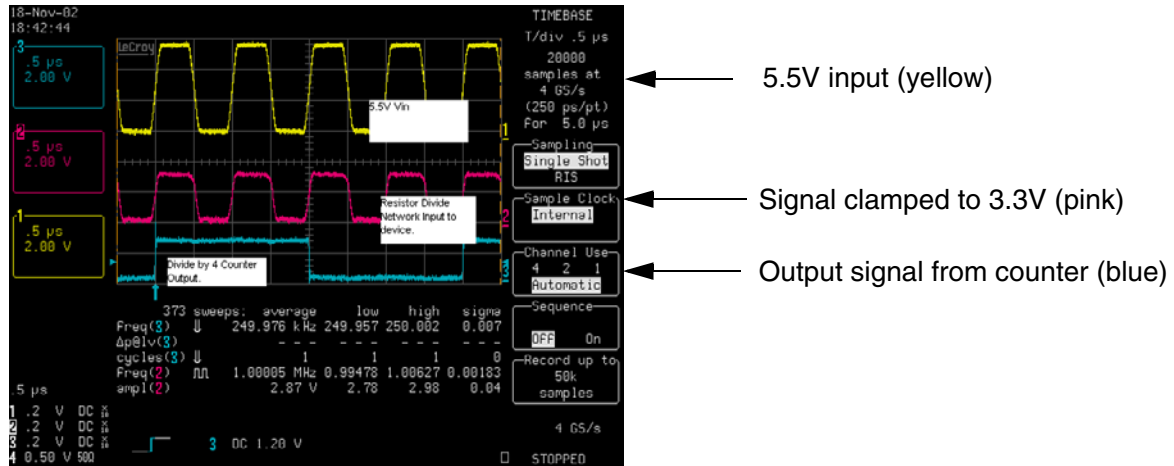 18-Nov-02
18:42:44
3
.5 µs
2.00 V
2
.5 µs
2.00 V
1
.5 µs
2.00 V
LeCroy
5.5V Vin
1
Resistor Divide
Network Input to
device.
2
Divide by 4 Counter
Output.
3
TIMEBASE
T/div .5 µs
20000
samples at
4 GS/s
(250 ps/pt)
For 5.0 µs
Sampling
Single Shot
RIS
Sample Clock
Internal
Channel Use
4 2 1
Automatic
Sequence
OFF On
Record up to
50k
samples
4 GS/s
STOPPED
5.5V input (yellow)
Signal clamped to 3.3V (pink)
Output signal from counter (blue)
373 sweeps: average low high sigma
Freq(3) 249.976 kHz 249.957 250.002 0.007
Δp@lv(3) - - - - - - - - -
cycles(3) 1 1 1 0
Freq(2) 1.00005 MHz 0.99478 1.00627 0.00183
ampl(2) 2.87 V 2.78 2.98 0.04
.5 µs
1 .2 V DC
2 .2 V DC
3 .2 V DC
4 0.50 V 50Ω
3 DC 1.20 V